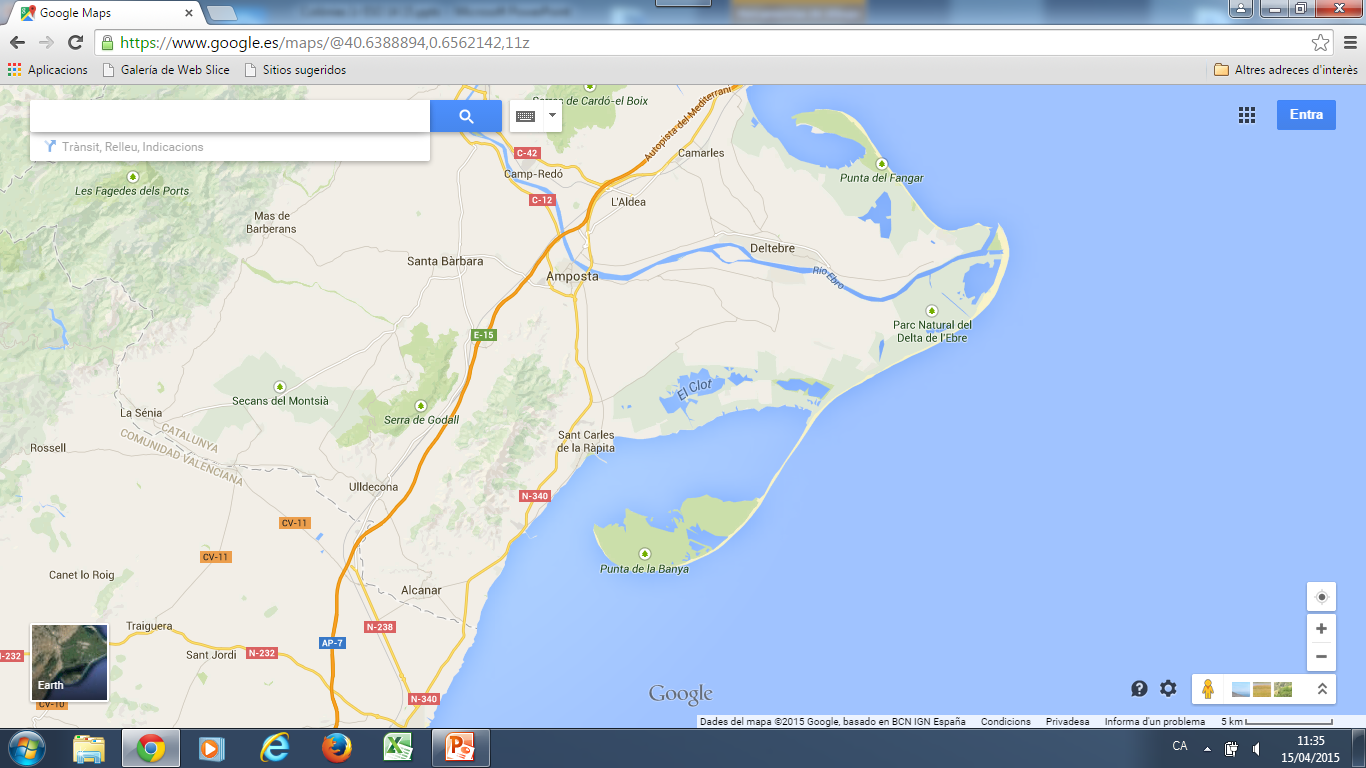 Google Maps
https://www.google.es/maps/@40.6388894,0.6562142,11z
Aplicacions
Galería de Web Slice
Sitios sugeridos
Altres adreces d'interès
Entra
Trànsit, Relleu, Indicacions
Serra de Cardó-el Boix
Autopista del Mediterrani
C-42
Camarles
Les Fagedes dels Ports
Camp-Redó
Punta del Fangar
C-12
L'Aldea
Mas de
Barberans
Deltebre
Santa Bàrbara
Amposta
Río Ebro
E-15
Parc Natural del
Delta de l'Ebre
El Clot
Secans del Montsià
La Sénia
Serra de Godall
CATALUNYA
COMUNIDAD VALENCIANA
Rossell
Sant Carles
de la Ràpita
Ulldecona
N-340
CV-11
CV-11
Punta de la Banya
Canet lo Roig
Alcanar
Traiguera
N-238
AP-7
N-232
Sant Jordi
N-232
Earth
N-340
CV-10
Google
Dades del mapa ©2015 Google, basado en BCN IGN España
Condicions
Privadesa
Informa d'un problema
5 km
CA
11:35
15/04/2015